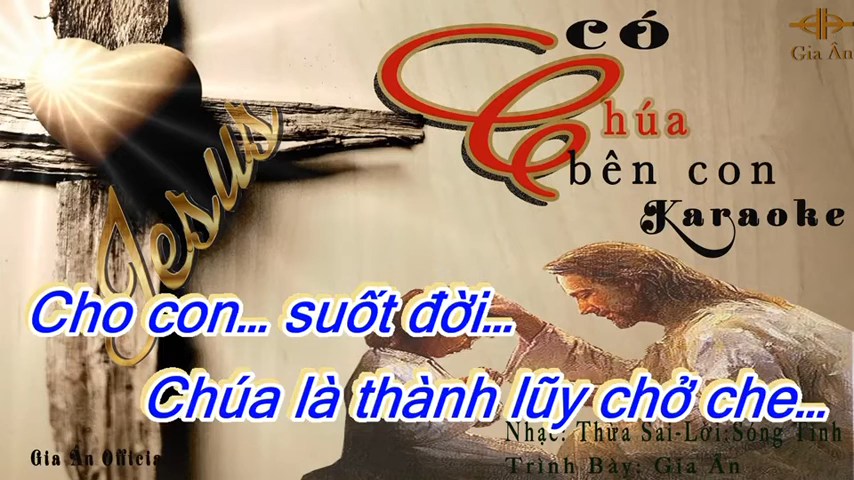 có
Chúa
bên con
Karaoke
Gia Ân
Jesus
Cho con... suốt đời...
Chúa là thành lũy chở che...
Nhạc: Thừa Sai-Lời:Sóng Tình
Trình Bày: Gia Ân
Gia Ân Official